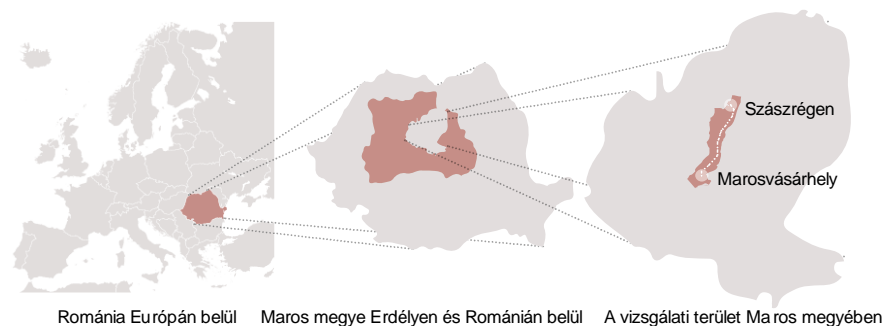 Szászrégen
Marosvásárhely
Románia Európán belül
Maros megye Erdélyen és Románián belül
A vizsgálati terület Maros megyében